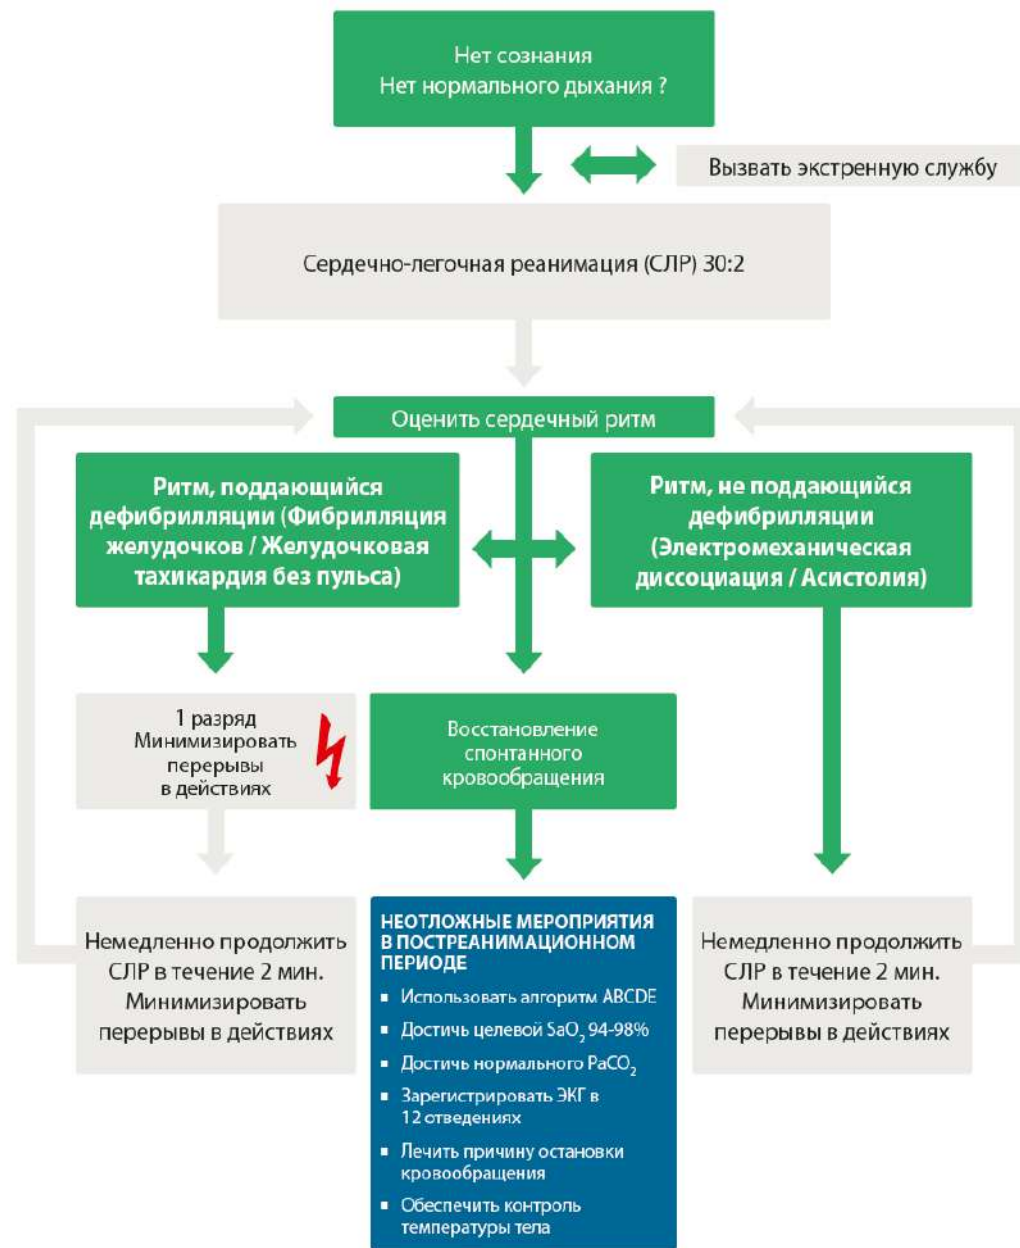 Нет сознания
Нет нормального дыхания ?
Вызвать экстренную службу
Сердечно-легочная реанимация (СЛР) 30:2
Оценить сердечный ритм
Ритм, поддающийся
дефибрилляции (Фибрилляция
желудочков / Желудочковая
тахикардия без пульса)
Ритм, не поддающийся
дефибрилляции
(Электромеханическая
диссоциация / Асистолия)
1 разряд
Минимизировать
перерывы
в действиях
Восстановление
спонтанного
кровообращения
Немедленно продолжить
СЛР в течение 2 мин.
Минимизировать
перерывы в действиях
НЕОТЛОЖНЫЕ МЕРОПРИЯТИЯ
В ПОСТРЕАНИМАЦИОННОМ
ПЕРИОДЕ
▪ Использовать алгоритм ABCDE
▪ Достичь целевой SaO₂ 94-98%
▪ Достичь нормального PaCO₂
▪ Зарегистрировать ЭКГ в
12 отведениях
▪ Лечить причину остановки
кровообращения
▪ Обеспечить контроль
температуры тела
Немедленно продолжить
СЛР в течение 2 мин.
Минимизировать
перерывы в действиях